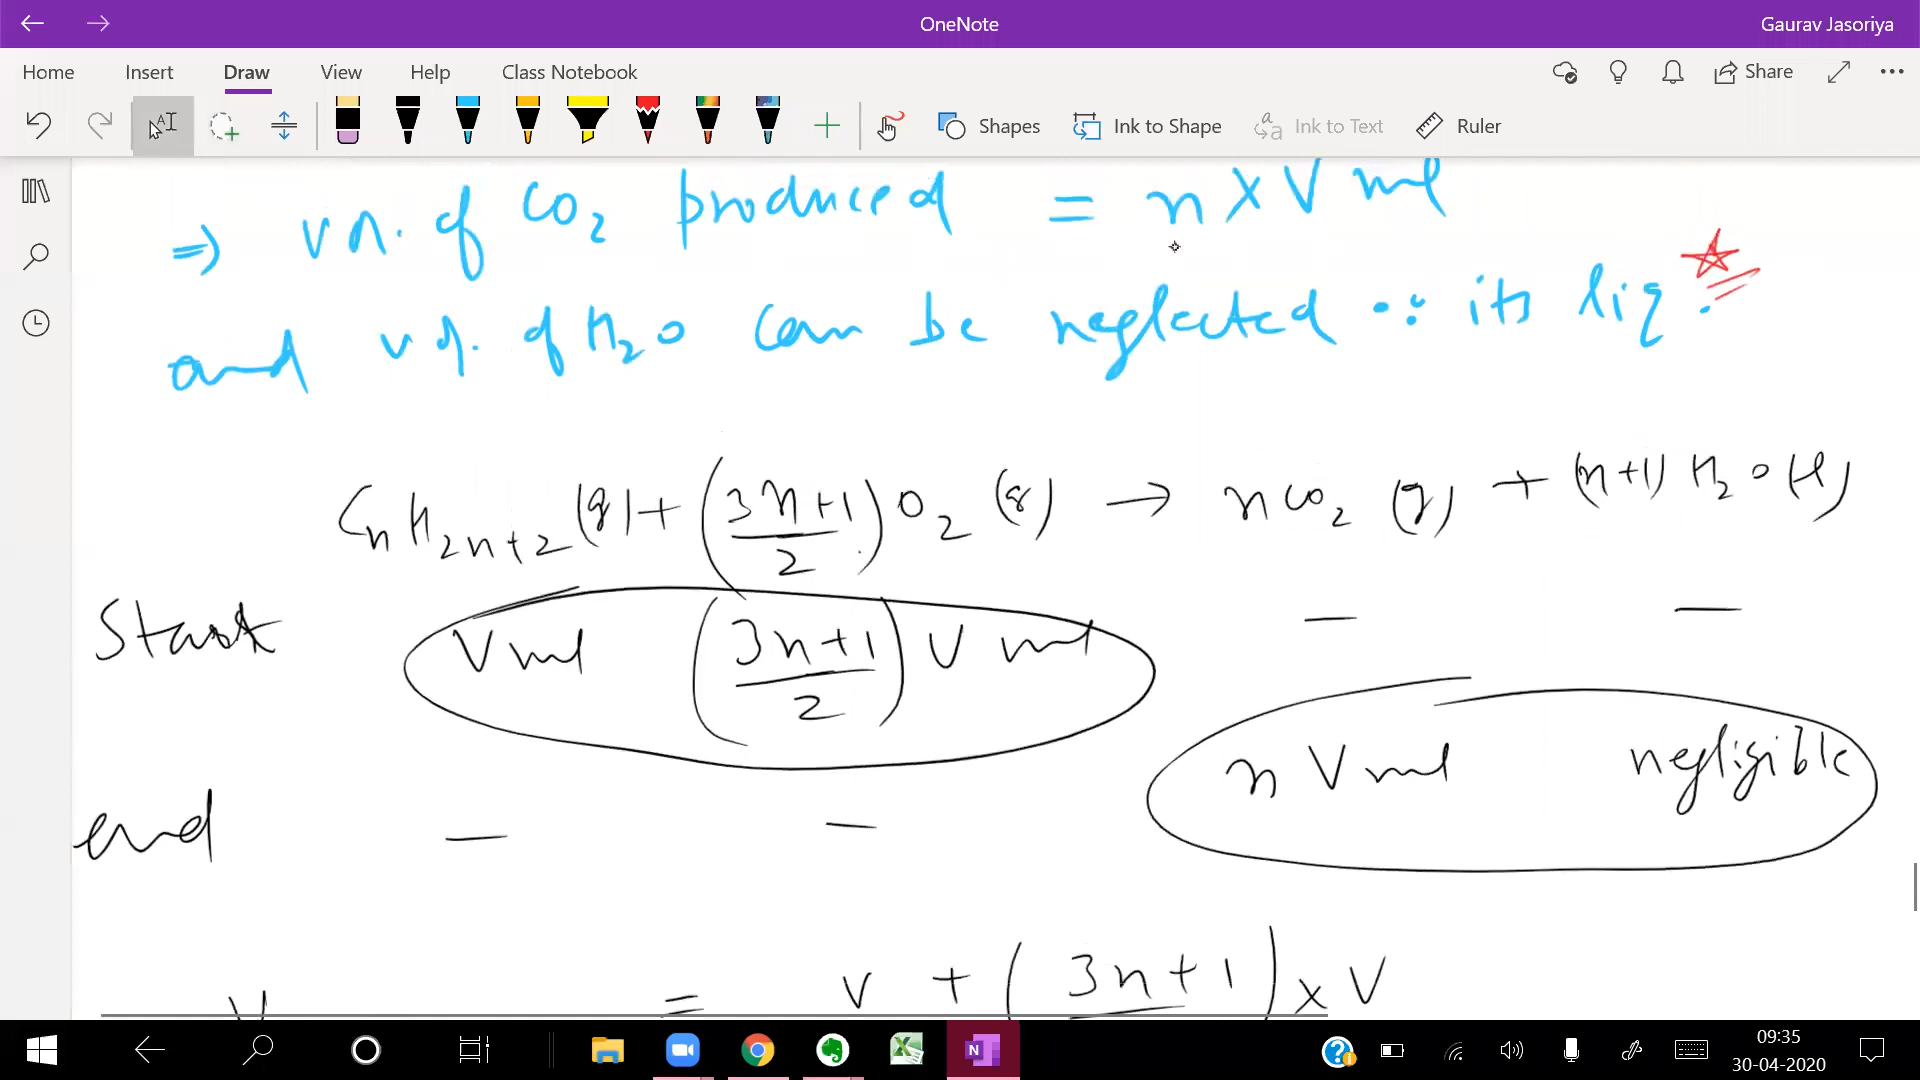 OneNote
Gaurav Jasoriya
Home Insert Draw View Help Class Notebook
Share
Shapes Ink to Shape Ink to Text Ruler
⇒ vol. of CO2 produced = n X V ml
and vol. of H2O can be neglected ∵ its liq.
CnH2n+2 (g) + (3n+1/2) O2 (g) → nCO2 (g) + (n+1) H2O (l)
Start V ml (3n+1/2) V ml — —
end — — n V ml negligible
V = V + (3n+1) x V
09:35
30-04-2020